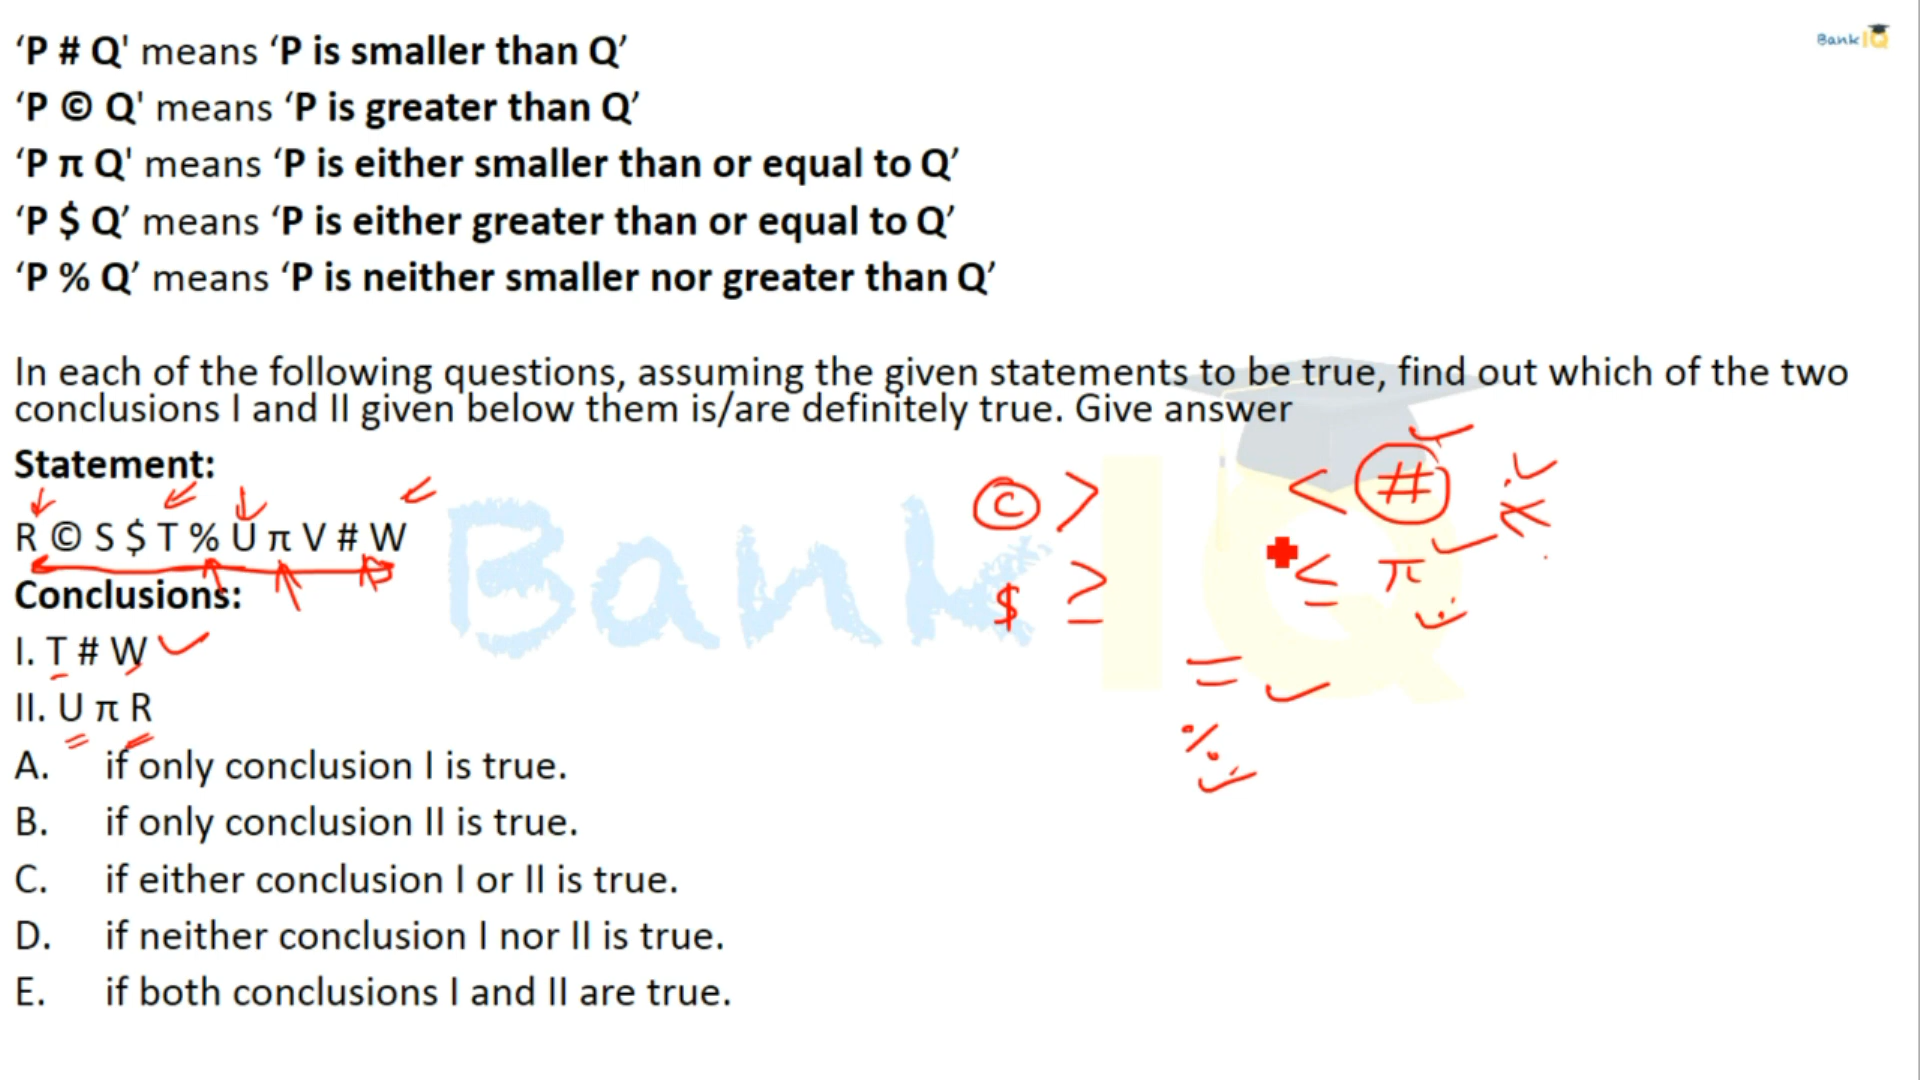 ‘P # Q' means ‘P is smaller than Q’
Bank IQ
‘P © Q' means ‘P is greater than Q’
‘P π Q' means ‘P is either smaller than or equal to Q’
‘P $ Q’ means ‘P is either greater than or equal to Q’
‘P % Q’ means ‘P is neither smaller nor greater than Q’
In each of the following questions, assuming the given statements to be true, find out which of the two
conclusions I and II given below them is/are definitely true. Give answer
Statement:
© > < #
R © S $ T % U π V # W
Bank IQ
$ ≥ ≤ π
Conclusions:
I. T # W
=
II. U π R
%
A. if only conclusion I is true.
B. if only conclusion II is true.
C. if either conclusion I or II is true.
D. if neither conclusion I nor II is true.
E. if both conclusions I and II are true.